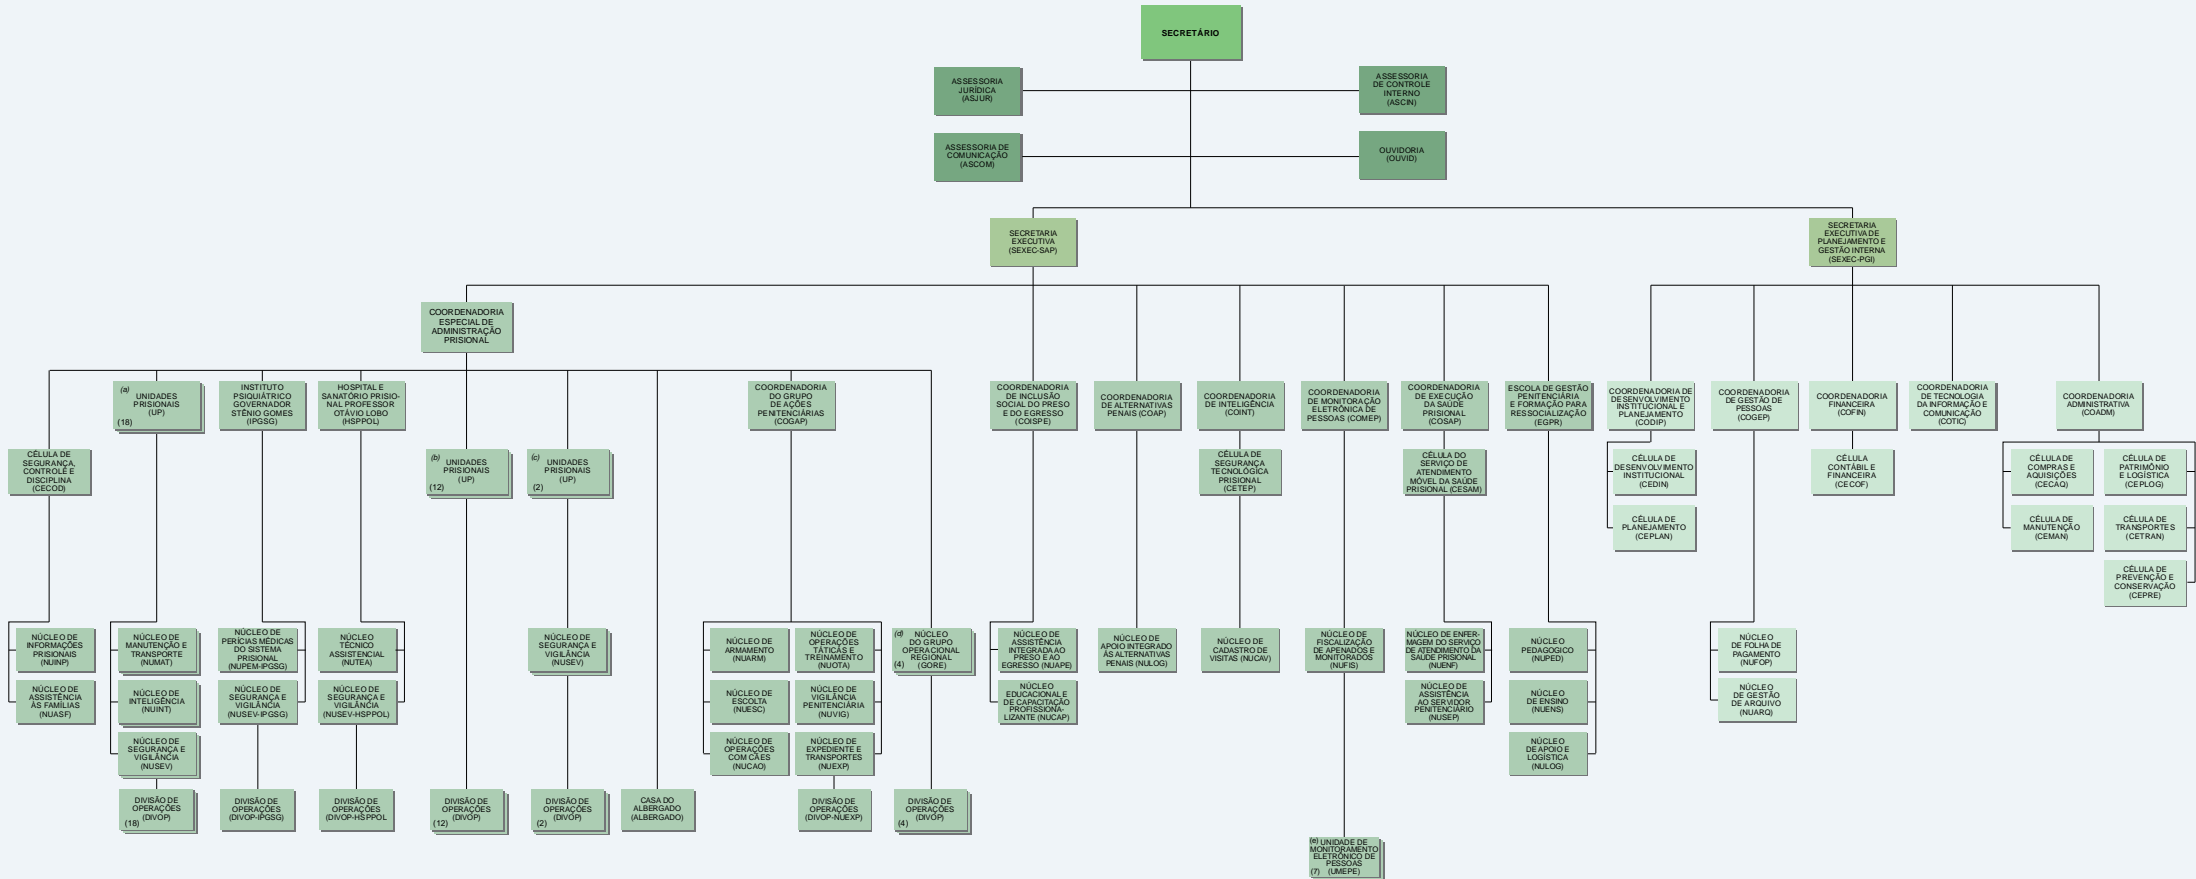 SECRETÁRIO
ASSESSORIA
JURÍDICA
(ASJUR)
ASSESSORIA
DE CONTROLE
INTERNO
(ASCIN)
ASSESSORIA DE
COMUNICAÇÃO
(ASCOM)
OUVIDORIA
(OUVID)
SECRETARIA
EXECUTIVA
(SEXEC-SAP)
SECRETARIA
EXECUTIVA DE
PLANEJAMENTO E
GESTÃO INTERNA
(SEXEC-PGI)
COORDENADORIA
ESPECIAL DE
ADMINISTRAÇÃO
PRISIONAL
(a)
UNIDADES
PRISIONAIS
(UP)
(18)
INSTITUTO
PSIQUIÁTRICO
GOVERNADOR
STÊNIO GOMES
(IPGSG)
HOSPITAL E
SANATÓRIO PRISIO-
NAL PROFESSOR
OTÁVIO LOBO
(HSPPOL)
COORDENADORIA
DO GRUPO
DE AÇÕES
PENITENCIÁRIAS
(COGAP)
COORDENADORIA
DE INCLUSÃO
SOCIAL DO PRESO
E DO EGRESSO
(COISPE)
COORDENADORIA
DE ALTERNATIVAS
PENAIS (COAP)
COORDENADORIA
DE INTELIGÊNCIA
(COINT)
COORDENADORIA
DE MONITORAÇÃO
ELETRÔNICA DE
PESSOAS (COMEP)
COORDENADORIA
DE EXECUÇÃO
DA SAÚDE
PRISIONAL
(COSAP)
ESCOLA DE GESTÃO
PENITENCIÁRIA
E FORMAÇÃO PARA
RESSOCIALIZAÇÃO
(EGPR)
COORDENADORIA DE
DESENVOLVIMENTO
INSTITUCIONAL E
PLANEJAMENTO
(CODIP)
COORDENADORIA
DE GESTÃO DE
PESSOAS
(COGEP)
COORDENADORIA
FINANCEIRA
(COFIN)
COORDENADORIA
DE TECNOLOGIA
DA INFORMAÇÃO E
COMUNICAÇÃO
(COTIC)
COORDENADORIA
ADMINISTRATIVA
(COADM)
CÉLULA DE
SEGURANÇA,
CONTROLE E
DISCIPLINA
(CECOD)
(b)
UNIDADES
PRISIONAIS
(UP)
(12)
(c)
UNIDADES
PRISIONAIS
(UP)
(2)
CÉLULA DE
SEGURANÇA
TECNOLÓGICA
PRISIONAL
(CETEP)
CÉLULA DO
SERVIÇO DE
ATENDIMENTO
MÓVEL DA SAÚDE
PRISIONAL (CESAM)
CÉLULA DE
DESENVOLVIMENTO
INSTITUCIONAL
(CEDIN)
CÉLULA
CONTÁBIL E
FINANCEIRA
(CECOF)
CÉLULA DE
COMPRAS E
AQUISIÇÕES
(CECAQ)
CÉLULA DE
PATRIMÔNIO
E LOGÍSTICA
(CEPLOG)
CÉLULA DE
PLANEJAMENTO
(CEPLAN)
CÉLULA DE
MANUTENÇÃO
(CEMAN)
CÉLULA DE
TRANSPORTES
(CETRAN)
CÉLULA DE
PREVENÇÃO E
CONSERVAÇÃO
(CEPRE)
NÚCLEO DE
INFORMAÇÕES
PRISIONAIS
(NUINP)
NÚCLEO DE
MANUTENÇÃO E
TRANSPORTE
(NUMAT)
NÚCLEO DE
PERÍCIAS MÉDICAS
DO SISTEMA
PRISIONAL
(NUPEM-IPGSG)
NÚCLEO
TÉCNICO
ASSISTENCIAL
(NUTEA)
NÚCLEO DE
SEGURANÇA E
VIGILÂNCIA
(NUSEV)
NÚCLEO DE
ARMAMENTO
(NUARM)
NÚCLEO DE
OPERAÇÕES
TÁTICAS E
TREINAMENTO
(NUOTA)
(d)
NÚCLEO
DO GRUPO
OPERACIONAL
REGIONAL
(4) (GORE)
NÚCLEO DE
ASSISTÊNCIA
INTEGRADA AO
PRESO E AO
EGRESSO (NUAPE)
NÚCLEO DE
APOIO INTEGRADO
ÀS ALTERNATIVAS
PENAIS (NULOG)
NÚCLEO DE
CADASTRO DE
VISITAS (NUCAV)
NÚCLEO DE
FISCALIZAÇÃO
DE APENADOS E
MONITORADOS
(NUFIS)
NÚCLEO DE ENFER-
MAGEM DO SERVIÇO
DE ATENDIMENTO DA
SAÚDE PRISIONAL
(NUENF)
NÚCLEO
PEDAGOGICO
(NUPED)
NÚCLEO
DE FOLHA DE
PAGAMENTO
(NUFOP)
NÚCLEO DE
ASSISTÊNCIA
ÀS FAMÍLIAS
(NUASF)
NÚCLEO DE
INTELIGÊNCIA
(NUINT)
NÚCLEO DE
SEGURANÇA E
VIGILÂNCIA
(NUSEV-IPGSG)
NÚCLEO DE
SEGURANÇA E
VIGILÂNCIA
(NUSEV-HSPPOL)
NÚCLEO DE
ESCOLTA
(NUESC)
NÚCLEO DE
VIGILÂNCIA
PENITENCIÁRIA
(NUVIG)
NÚCLEO
EDUCACIONAL E
DE CAPACITAÇÃO
PROFISSIONA-
LIZANTE (NUCAP)
NÚCLEO DE
ASSISTÊNCIA
AO SERVIDOR
PENITENCIÁRIO
(NUSEP)
NÚCLEO
DE ENSINO
(NUENS)
NÚCLEO
DE GESTÃO
DE ARQUIVO
(NUARQ)
NÚCLEO DE
SEGURANÇA E
VIGILÂNCIA
(NUSEV)
NÚCLEO DE
OPERAÇÕES
COM CÃES
(NUCAO)
NÚCLEO DE
EXPEDIENTE E
TRANSPORTES
(NUEXP)
NÚCLEO
DE APOIO E
LOGÍSTICA
(NULOG)
DIVISÃO DE
OPERAÇÕES
(DIVOP)
(18)
DIVISÃO DE
OPERAÇÕES
(DIVOP-IPGSG)
DIVISÃO DE
OPERAÇÕES
(DIVOP-HSPPOL
DIVISÃO DE
OPERAÇÕES
(DIVOP)
(12)
DIVISÃO DE
OPERAÇÕES
(DIVOP)
(2)
CASA DO
ALBERGADO
(ALBERGADO)
DIVISÃO DE
OPERAÇÕES
(DIVOP-NUEXP)
DIVISÃO DE
OPERAÇÕES
(DIVOP)
(4)
(e) UNIDADE DE
MONITORAMENTO
ELETRÔNICO DE
PESSOAS
(7) (UMEPE)